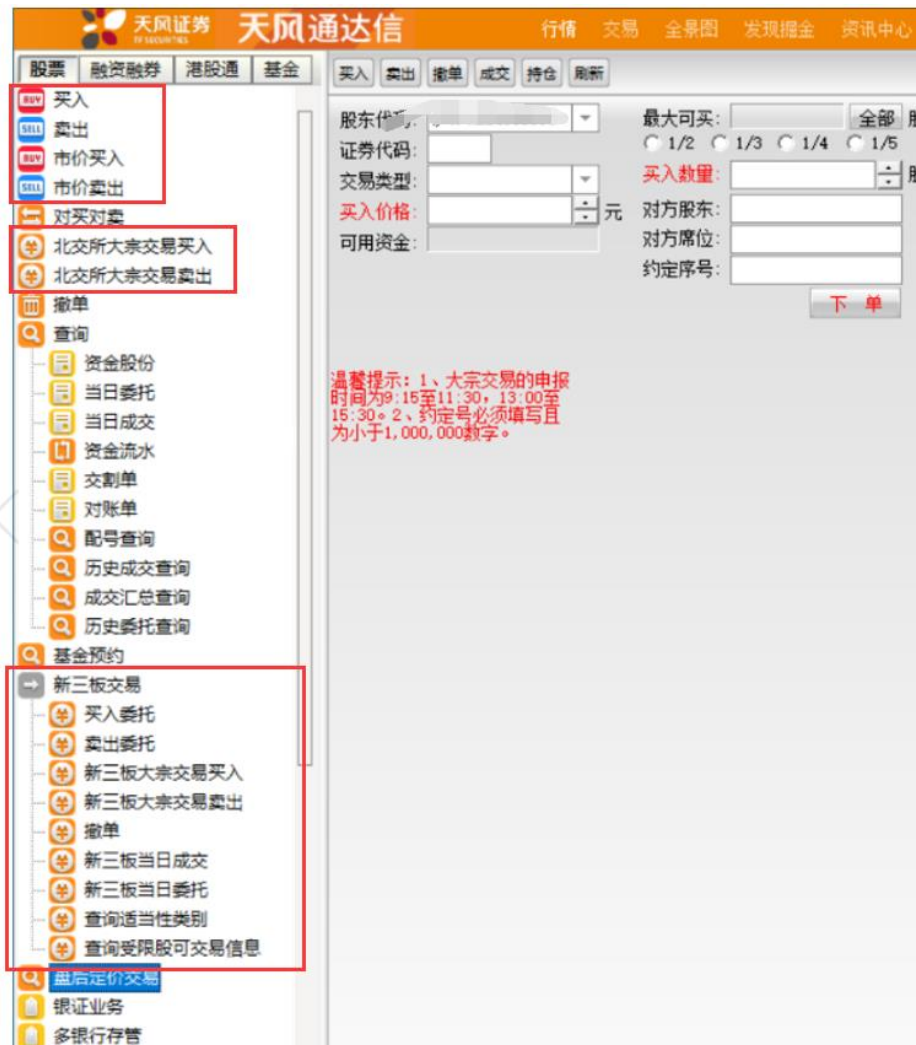 天风证券 天风通达信 行情 交易 全景图 发现掘金 资讯中心
TF SECURITIES
股票 融资融券 港股通 基金
买入 卖出 撤单 成交 持仓 刷新
BUY 买入
SELL 卖出
BUY 市价买入
SELL 市价卖出
对买对卖
北交所大宗交易买入
北交所大宗交易卖出
撤单
查询
资金股份
当日委托
当日成交
资金流水
交割单
对账单
配号查询
历史成交查询
成交汇总查询
历史委托查询
基金预约
新三板交易
买入委托
卖出委托
新三板大宗交易买入
新三板大宗交易卖出
撤单
新三板当日成交
新三板当日委托
查询适当性类别
查询受限股可交易信息
盘后定价交易
银证业务
多银行存管
股东代码:
证券代码:
交易类型:
买入价格: 元
可用资金:
最大可买: 全部 股
1/2 1/3 1/4 1/5
买入数量: 股
对方股东:
对方席位:
约定序号:
下 单
温馨提示：1、大宗交易的申报
时间为9:15至11:30，13:00至
15:30。2、约定号必须填写且
为小于1,000,000数字。